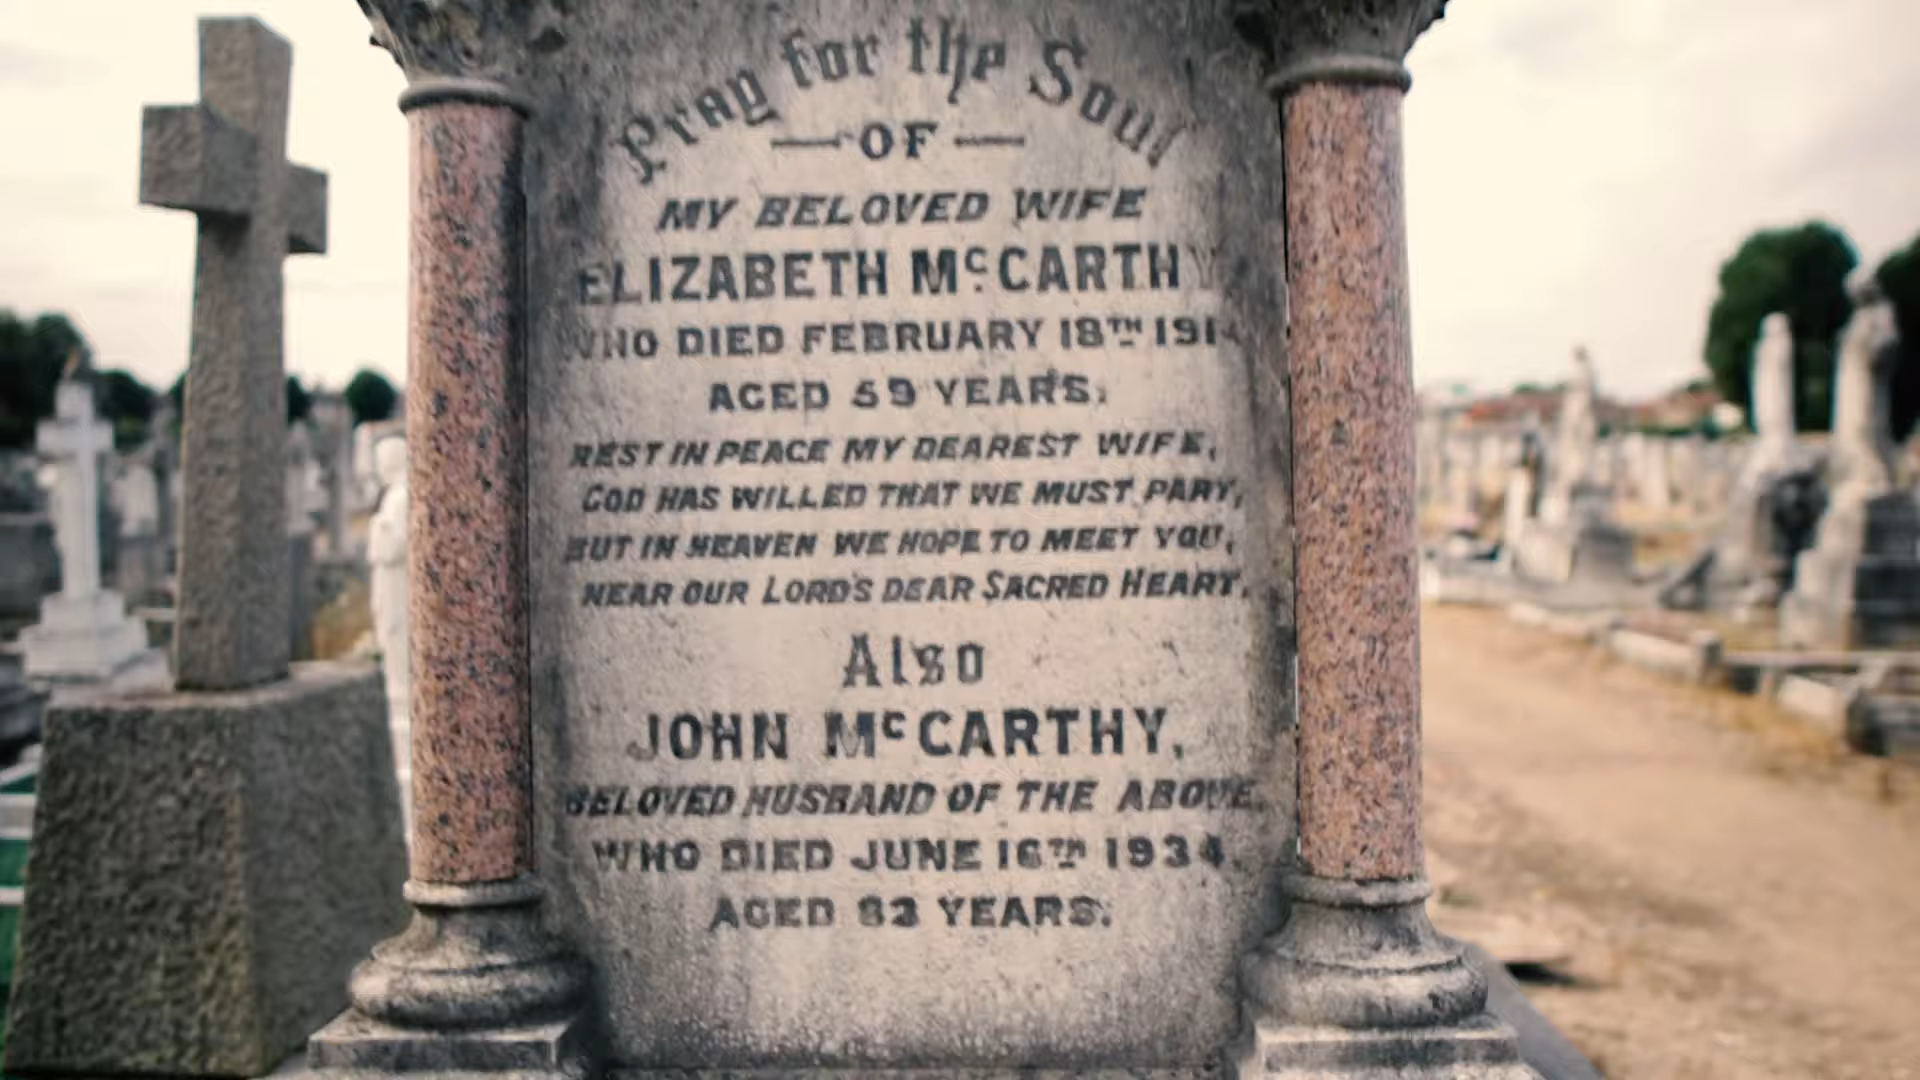 Pray for the Soul
OF
MY BELOVED WIFE
ELIZABETH McCARTHY
WHO DIED FEBRUARY 18TH 1914
AGED 59 YEARS.
REST IN PEACE MY DEAREST WIFE,
GOD HAS WILLED THAT WE MUST PART,
BUT IN HEAVEN WE HOPE TO MEET YOU,
NEAR OUR LORD'S DEAR SACRED HEART.
Also
JOHN McCARTHY,
BELOVED HUSBAND OF THE ABOVE,
WHO DIED JUNE 16TH 1934
AGED 83 YEARS.